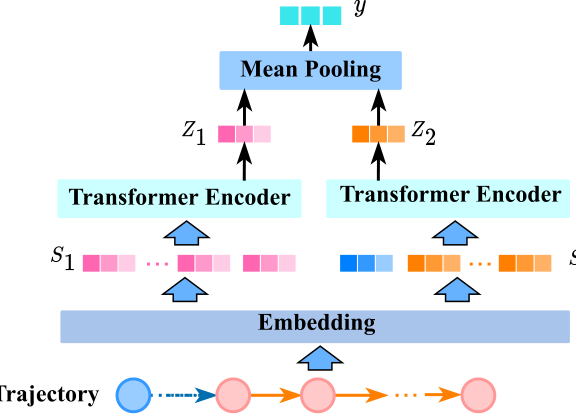 y
Mean Pooling
Z1 Z2
Transformer Encoder Transformer Encoder
S1 ... ...
Embedding
Trajectory ...